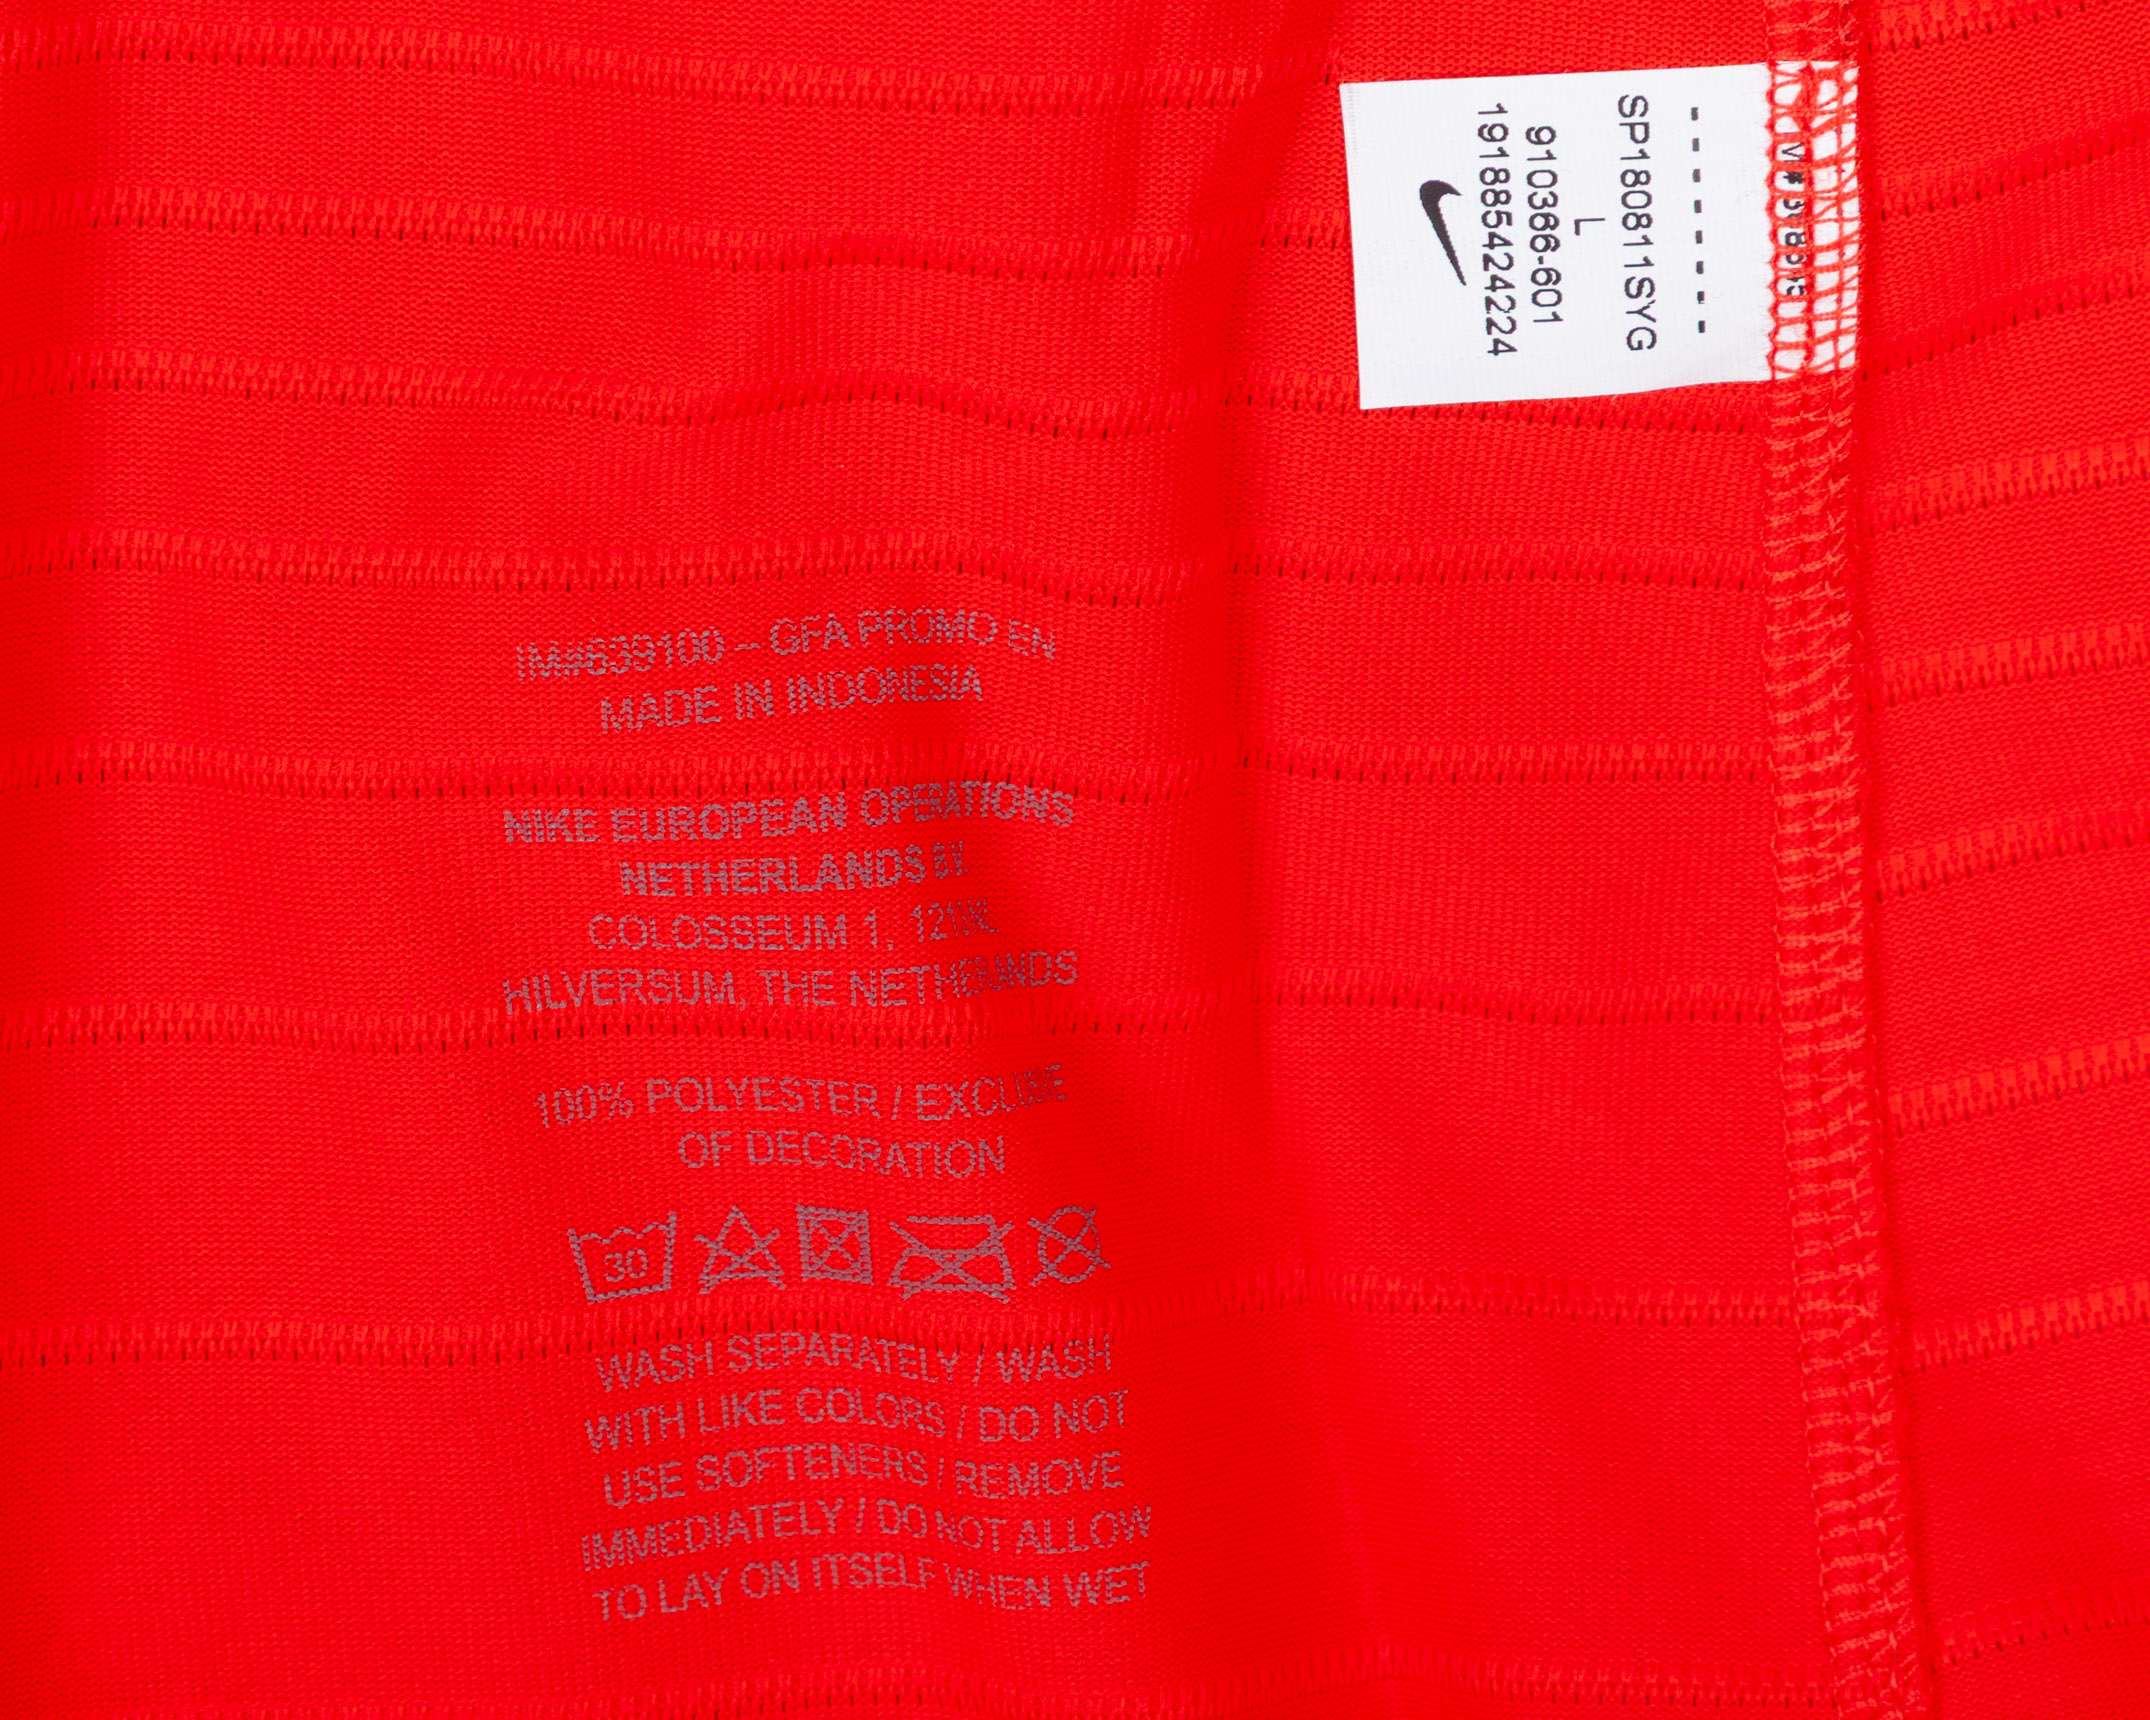 IM#639100 – GFA PROMO EN
MADE IN INDONESIA
NIKE EUROPEAN OPERATIONS
NETHERLANDS B.V.
COLOSSEUM 1,
HILVERSUM, THE NETHERLANDS
100% POLYESTER / EXCLUSIVE
OF DECORATION
30
WASH SEPARATELY / WASH
WITH LIKE COLORS / DO NOT
USE SOFTENERS / REMOVE
IMMEDIATELY / DO NOT ALLOW
TO LAY ON ITSELF WHEN WET
- - - - - - - -
SP180811SYG
L
910366-601
191885424224